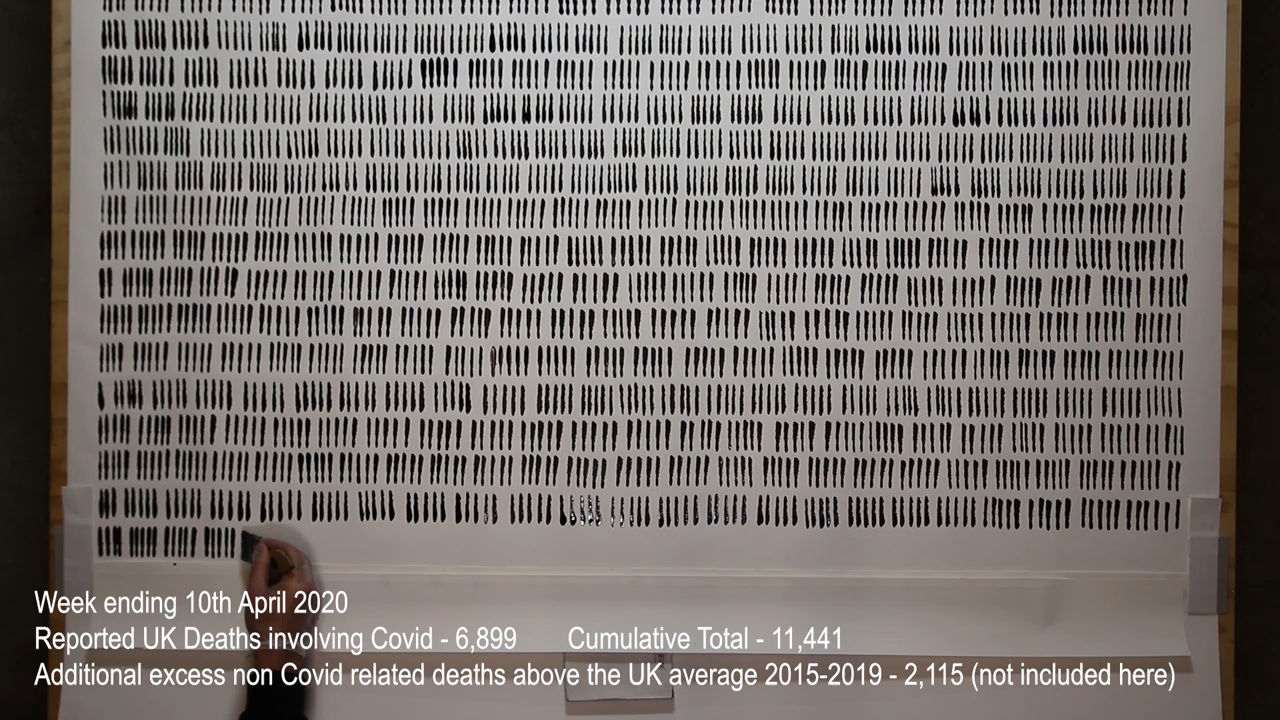 Week ending 10th April 2020
Reported UK Deaths involving Covid - 6,899 Cumulative Total - 11,441
Additional excess non Covid related deaths above the UK average 2015-2019 - 2,115 (not included here)